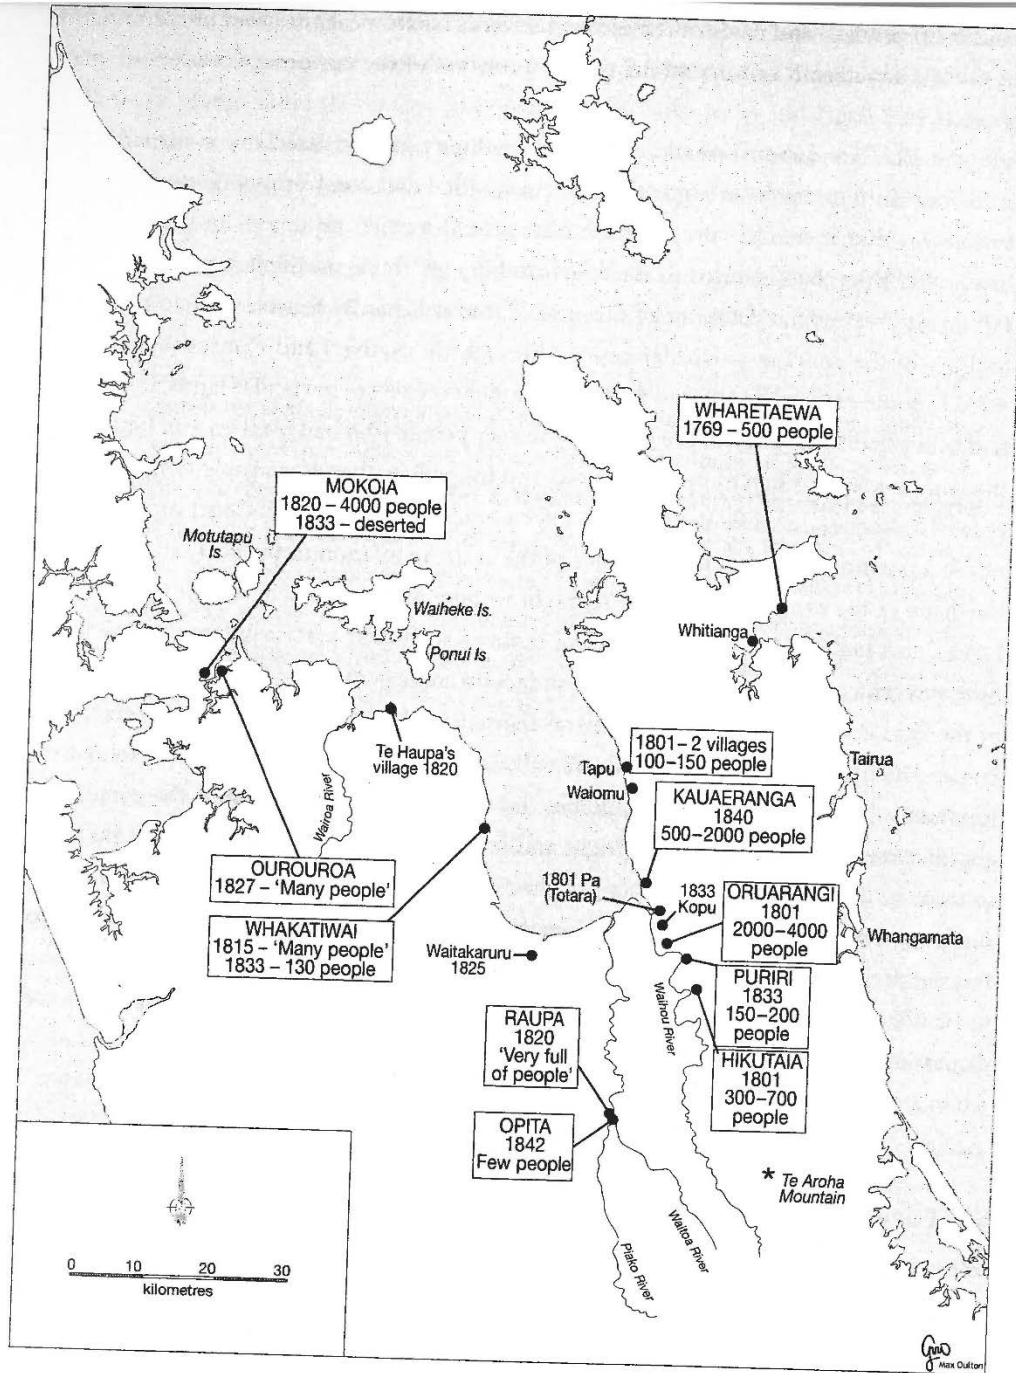 WHARETAEWA
1769 – 500 people
MOKOIA
1820 – 4000 people
1833 – deserted
Motutapu
Is
Waiheke Is.
Ponui Is
Whitianga
Te Haupa's
village 1820
Wairoa River
1801 – 2 villages
100–150 people
Tapu
Waiomu
Tairua
KAUAERANGA
1840
500–2000 people
OUROUROA
1827 – ‘Many people’
1801 Pa
(Totara)
1833
Kopu
ORUARANGI
1801
2000–4000
people
WHAKATIWAI
1815 – ‘Many people’
1833 – 130 people
Waitakaruru
1825
Whangamata
PURIRI
1833
150–200
people
RAUPA
1820
‘Very full
of people’
Waihou River
HIKUTAIA
1801
300–700
people
OPITA
1842
Few people
* Te Aroha
Mountain
Waitoa River
Piako River
0 10 20 30
kilometres
Max Oulton